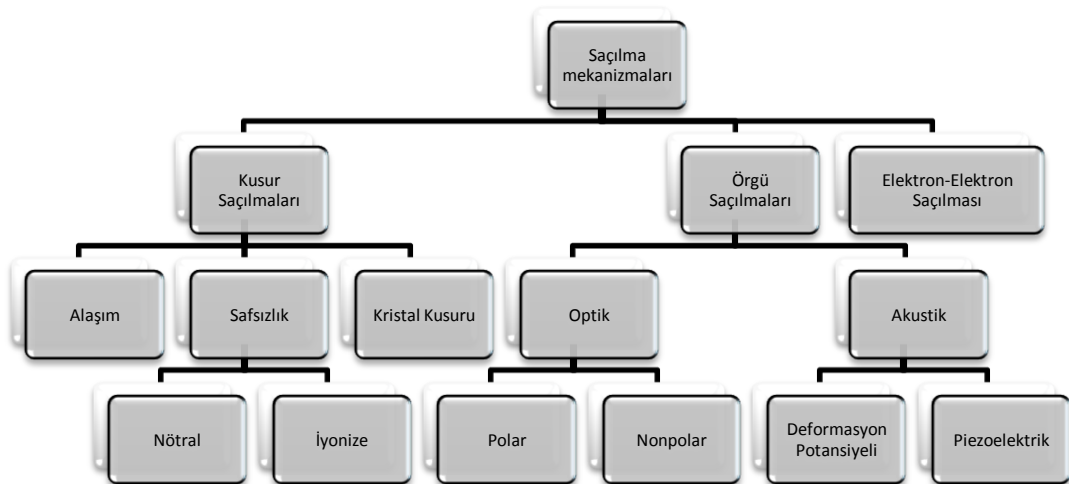 Saçılma
mekanizmaları
Kusur
Saçılmaları
Örgü
Saçılmaları
Elektron-Elektron
Saçılması
Alaşım
Safsızlık
Kristal Kusuru
Optik
Akustik
Nötral
İyonize
Polar
Nonpolar
Deformasyon
Potansiyeli
Piezoelektrik